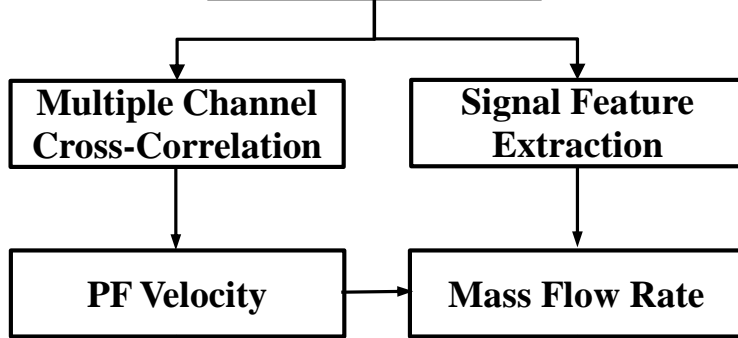 Multiple Channel
Cross-Correlation
Signal Feature
Extraction
PF Velocity
Mass Flow Rate